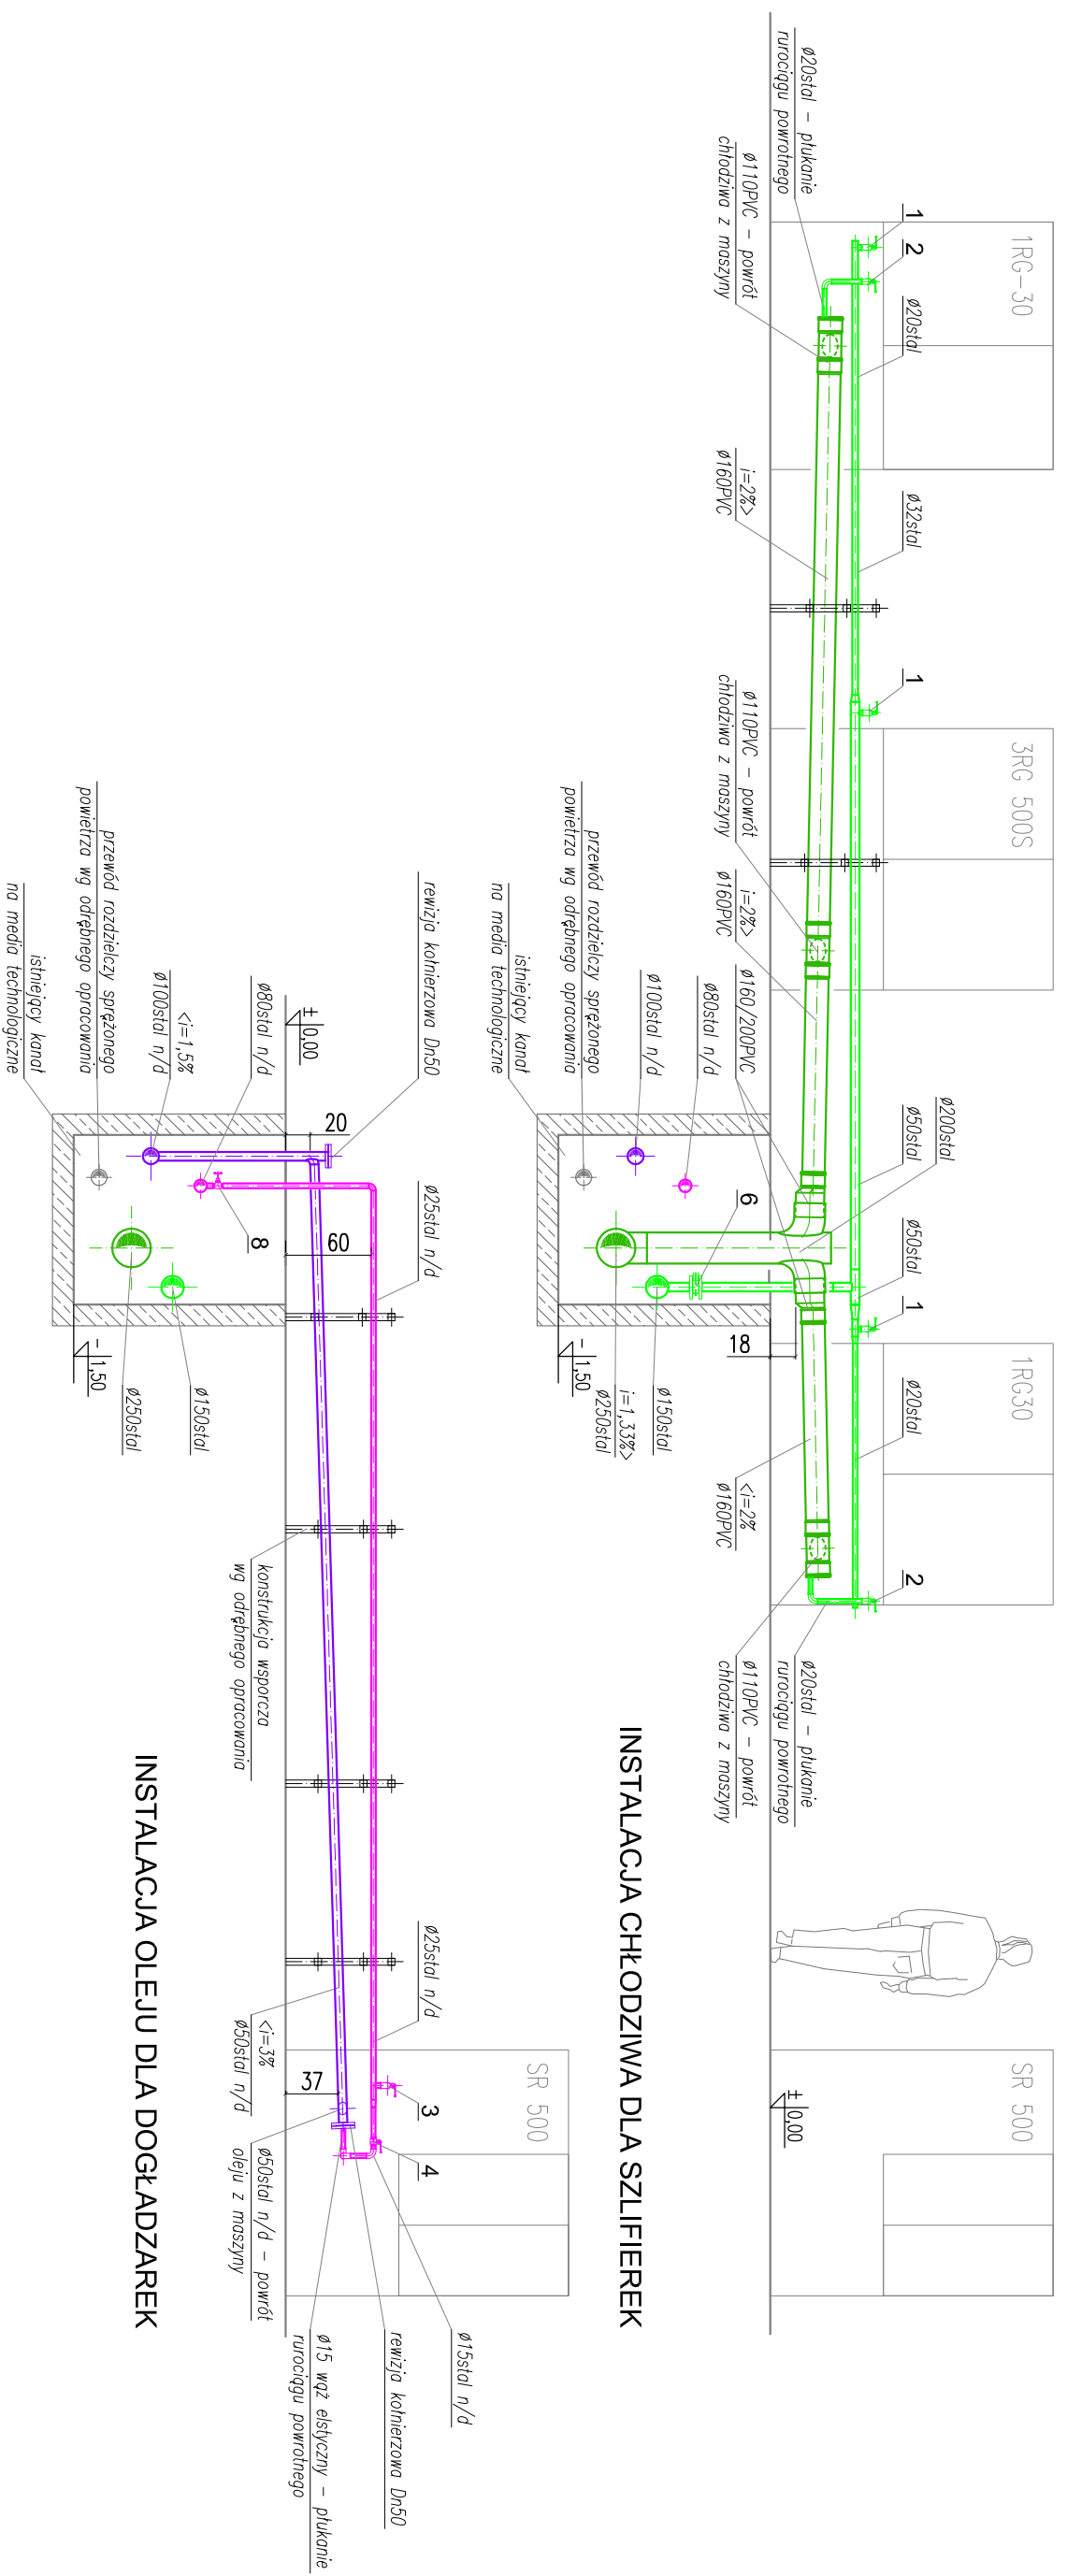 1RG-30
3RG 500S
1RG30
SR 500
1
2
ø20stal
ø32stal
1
ø50stal
ø200stal
ø50stal
1
ø20stal
2
±0,00
ø20stal - płukanie
rurociągu powrotnego
ø110PVC - powrót
chłodziwa z maszyny
i=2%>
ø160PVC
ø110PVC - powrót
chłodziwa z maszyny
i=2%>
ø160PVC
ø160/200PVC
6
18
<i=2%
ø160PVC
ø110PVC - powrót
chłodziwa z maszyny
ø20stal - płukanie
rurociągu powrotnego
ø80stal n/d
ø100stal n/d
przewód rozdzielczy sprężonego
powietrza wg odrębnego opracowania
istniejący kanał
na media technologiczne
ø150stal
i=1,33%>
ø250stal
-1,50
INSTALACJA CHŁODZIWA DLA SZLIFIEREK
SR 500
rewizja kołnierzowa Dn50
ø25stal n/d
ø25stal n/d
3
4
ø15stal n/d
rewizja kołnierzowa Dn50
ø15 wąż elstyczny - płukanie
rurociągu powrotnego
±0,00
20
60
37
ø80stal n/d
8
<i=1,5%
ø100stal n/d
przewód rozdzielczy sprężonego
powietrza wg odrębnego opracowania
istniejący kanał
na media technologiczne
-1,50
ø150stal
ø250stal
konstrukcja wsporcza
wg odrębnego opracowania
<i=3%
ø50stal n/d
ø50stal n/d - powrót
oleju z maszyny
INSTALACJA OLEJU DLA DOGŁADZAREK